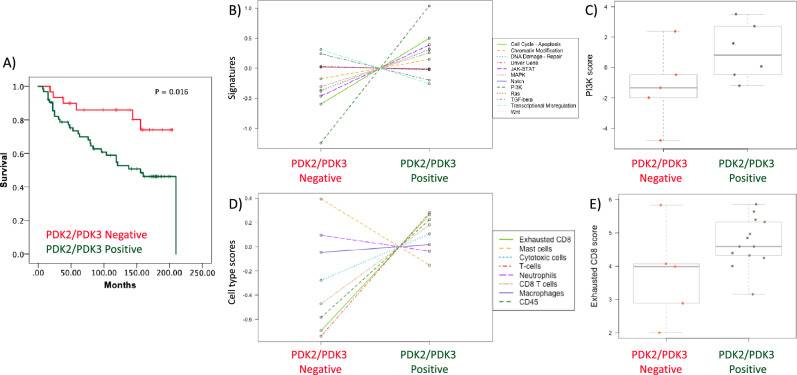 A)
Survival
1.0
0.8
0.6
0.4
0.2
0.0
P = 0.016
PDK2/PDK3 Negative
PDK2/PDK3 Positive
.00
50.00
100.00
150.00
200.00
250.00
Months
B)
Signatures
1.0
0.5
0.0
-0.5
-1.0
Cell Cycle - Apoptosis
Chromatin Modification
DNA Damage - Repair
Driver Gene
JAK-STAT
MAPK
Notch
PI3K
Ras
TGF-beta
Transcriptional Misregulation
Wnt
PDK2/PDK3
Negative
PDK2/PDK3
Positive
C)
PI3K score
2
0
-2
-4
PDK2/PDK3
Negative
PDK2/PDK3
Positive
D)
Cell type scores
0.4
0.2
0.0
-0.2
-0.4
-0.6
Exhausted CD8
Mast cells
Cytotoxic cells
T-cells
Neutrophils
CD8 T cells
Macrophages
CD45
PDK2/PDK3
Negative
PDK2/PDK3
Positive
E)
Exhausted CD8 score
6
5
4
3
2
PDK2/PDK3
Negative
PDK2/PDK3
Positive